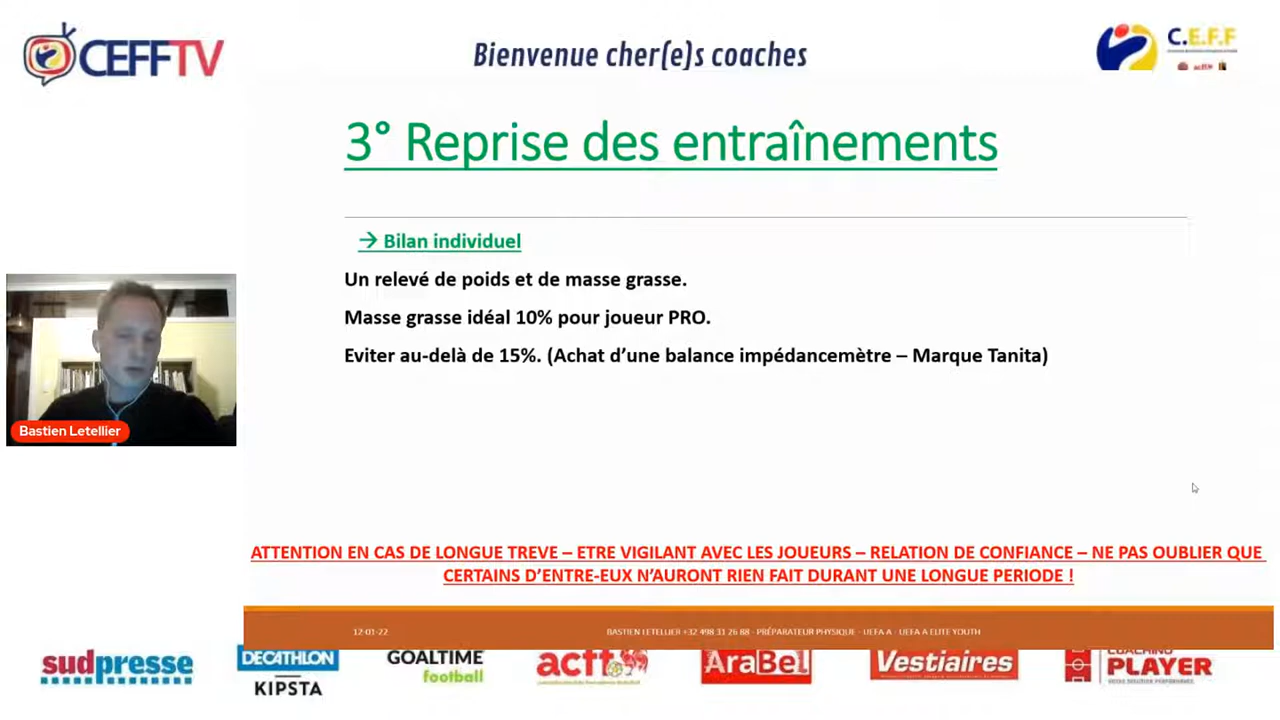 CEFFTV
Bienvenue cher(e)s coaches
C.E.F.F
3° Reprise des entraînements
→ Bilan individuel
Un relevé de poids et de masse grasse.
Masse grasse idéal 10% pour joueur PRO.
Eviter au-delà de 15%. (Achat d’une balance impédancemètre – Marque Tanita)
Bastien Letellier
ATTENTION EN CAS DE LONGUE TREVE – ETRE VIGILANT AVEC LES JOUEURS – RELATION DE CONFIANCE – NE PAS OUBLIER QUE
CERTAINS D’ENTRE-EUX N’AURONT RIEN FAIT DURANT UNE LONGUE PERIODE !
12-01-22
BASTIEN LETELLIER +32 498 31 26 88 - PRÉPARATEUR PHYSIQUE - UEFA A - UEFA A ELITE YOUTH
sudpresse
DECATHLON
KIPSTA
GOALTIME
football
actf
AraBel
Vestiaires
COACHING
PLAYER